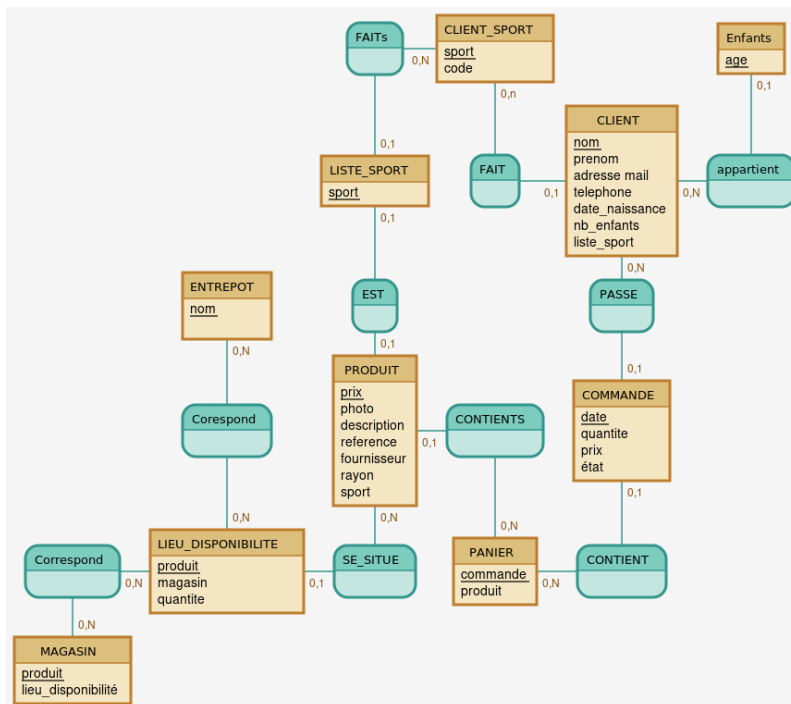 FAITs
0,N
CLIENT_SPORT
sport
code
Enfants
age
0,1
0,n
0,1
CLIENT
nom
prenom
adresse mail
telephone
date_naissance
nb_enfants
liste_sport
LISTE_SPORT
sport
FAIT
0,1
0,N
appartient
0,1
0,N
ENTREPOT
nom
EST
PASSE
0,N
0,1
0,1
PRODUIT
prix
photo
description
reference
fournisseur
rayon
sport
COMMANDE
date
quantite
prix
état
Corespond
0,1
CONTIENTS
0,1
0,N
0,N
0,N
LIEU_DISPONIBILITE
produit
magasin
quantite
Correspond
0,N
0,1
SE_SITUE
PANIER
commande
produit
0,N
CONTIENT
0,N
MAGASIN
produit
lieu_disponibilité